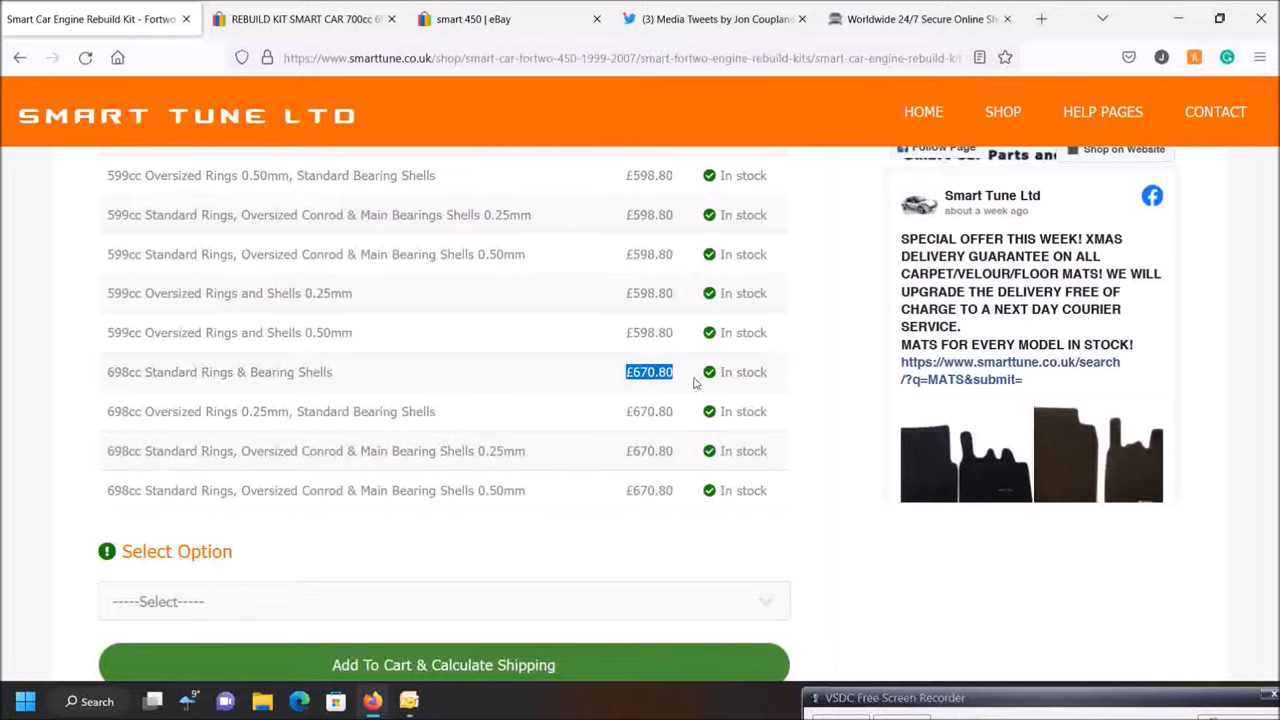 Smart Car Engine Rebuild Kit - Fortwo
REBUILD KIT SMART CAR 700cc 6
smart 450 | eBay
(3) Media Tweets by Jon Coupland
Worldwide 24/7 Secure Online Sh
https://www.smarttune.co.uk/shop/smart-car-fortwo-450-1999-2007/smart-fortwo-engine-rebuild-kits/smart-car-engine-rebuild-kit
SMART TUNE LTD
HOME SHOP HELP PAGES CONTACT
599cc Oversized Rings 0.50mm, Standard Bearing Shells £598.80 In stock
599cc Standard Rings, Oversized Conrod & Main Bearings Shells 0.25mm £598.80 In stock
599cc Standard Rings, Oversized Conrod & Main Bearing Shells 0.50mm £598.80 In stock
599cc Oversized Rings and Shells 0.25mm £598.80 In stock
599cc Oversized Rings and Shells 0.50mm £598.80 In stock
698cc Standard Rings & Bearing Shells £670.80 In stock
698cc Oversized Rings 0.25mm, Standard Bearing Shells £670.80 In stock
698cc Standard Rings, Oversized Conrod & Main Bearing Shells 0.25mm £670.80 In stock
698cc Standard Rings, Oversized Conrod & Main Bearing Shells 0.50mm £670.80 In stock
Select Option
-----Select-----
Add To Cart & Calculate Shipping
Follow Page
Shop on Website
Smart Car Parts and
Smart Tune Ltd
about a week ago
SPECIAL OFFER THIS WEEK! XMAS
DELIVERY GUARANTEE ON ALL
CARPET/VELOUR/FLOOR MATS! WE WILL
UPGRADE THE DELIVERY FREE OF
CHARGE TO A NEXT DAY COURIER
SERVICE.
MATS FOR EVERY MODEL IN STOCK!
https://www.smarttune.co.uk/search
/?q=MATS&submit=
Search
9°
VSDC Free Screen Recorder